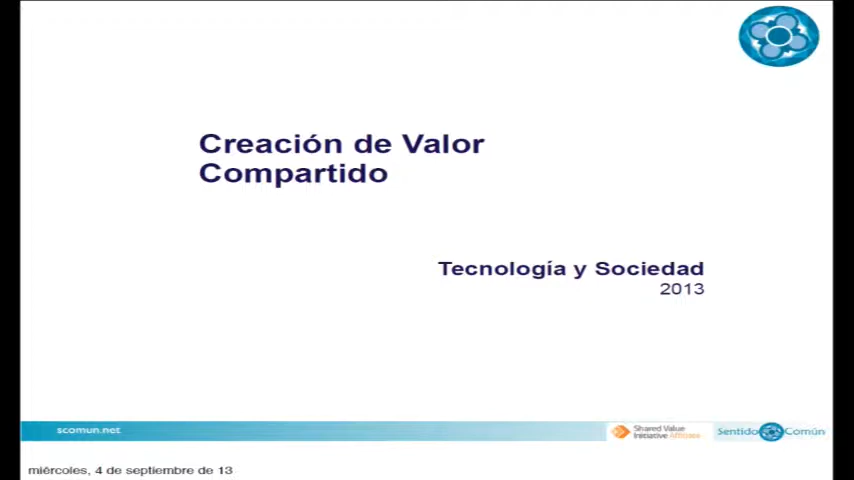 Creación de Valor
Compartido
Tecnología y Sociedad
2013
scomun.net
Shared Value
Initiative Affiliates
Sentido Común
miércoles, 4 de septiembre de 13